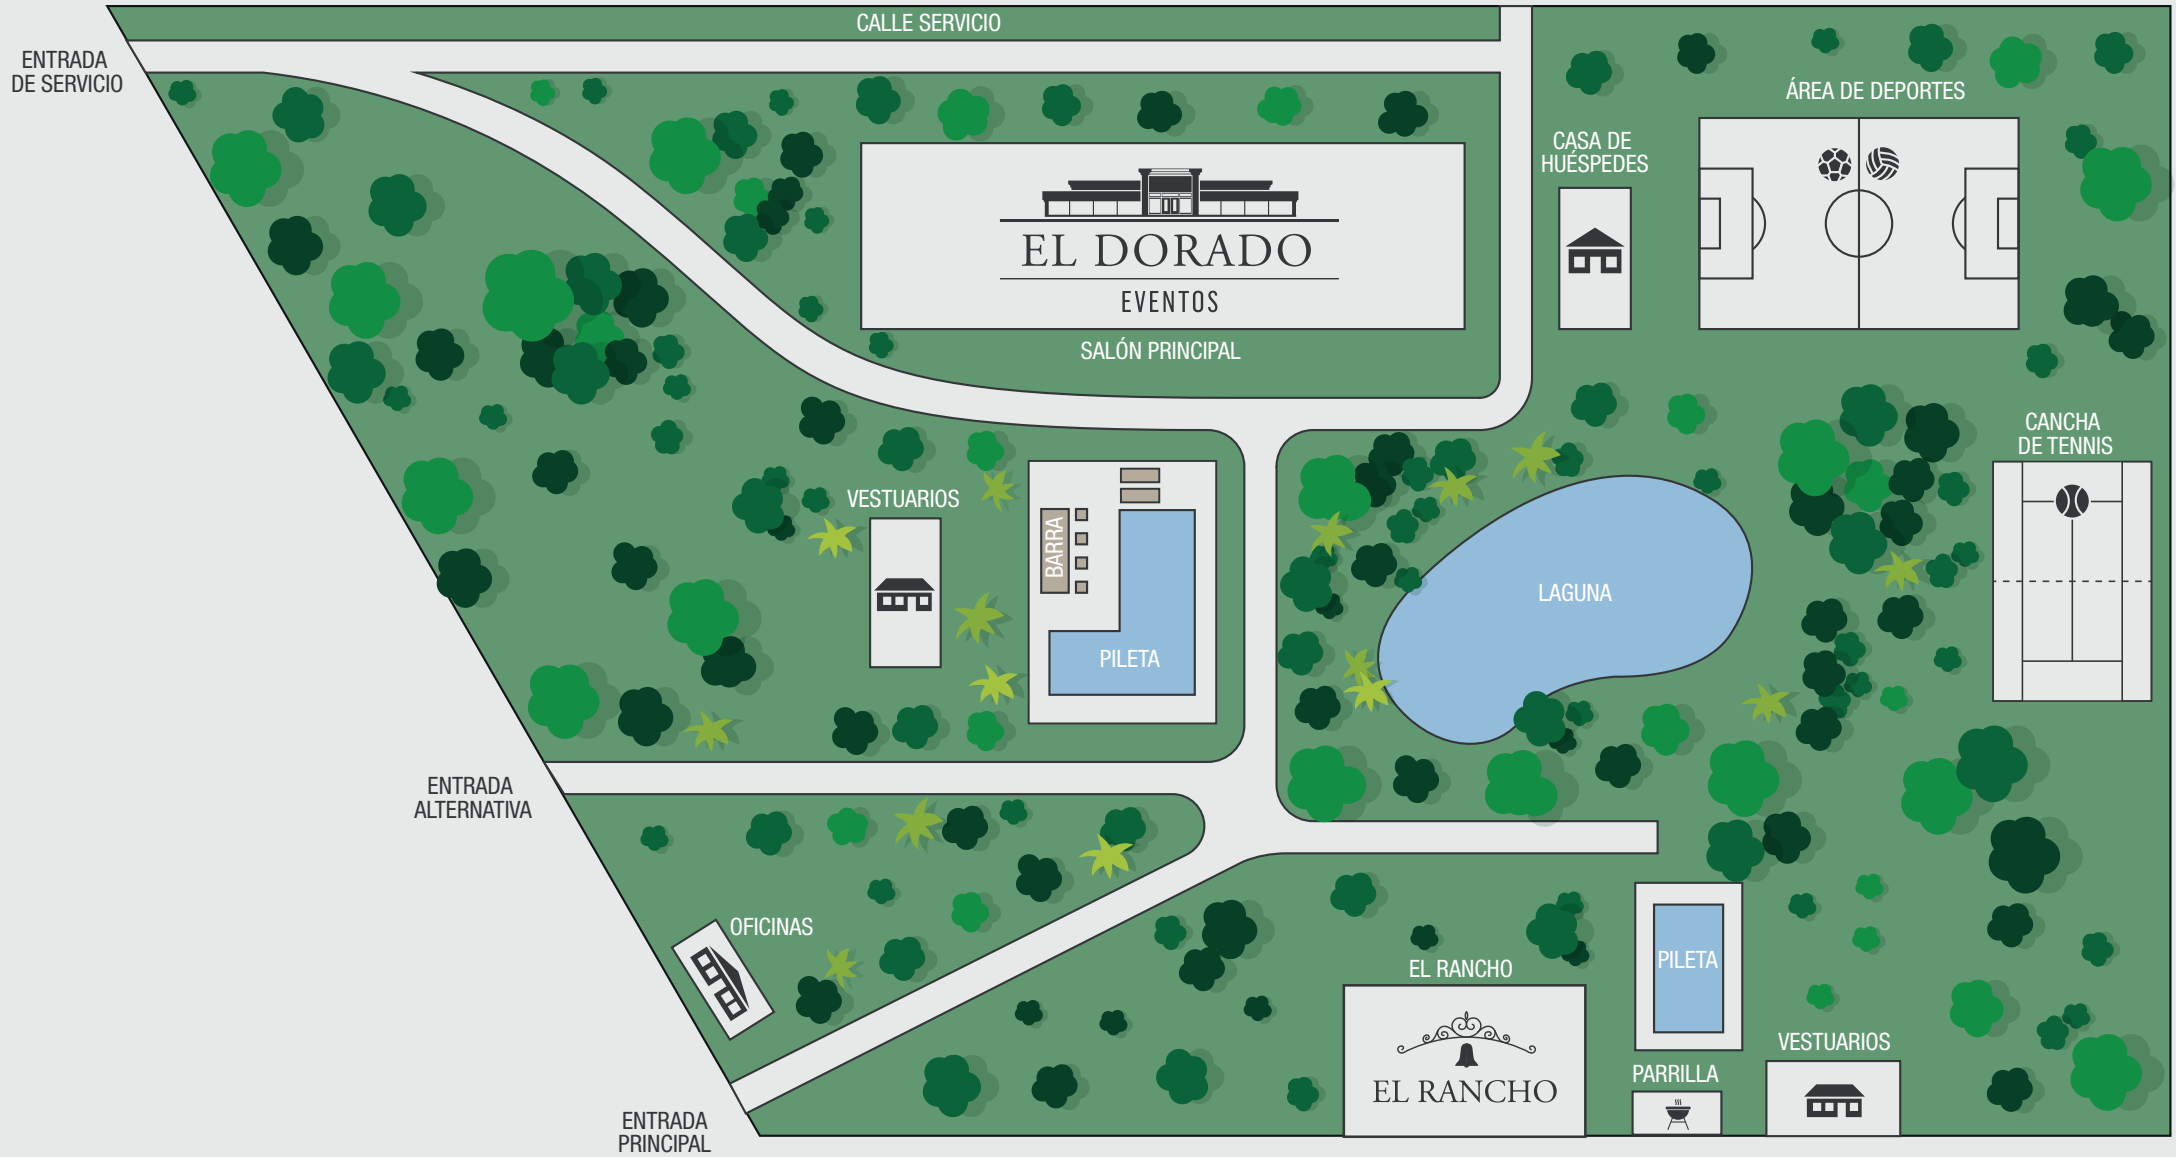 CALLE SERVICIO
ENTRADA
DE SERVICIO
ÁREA DE DEPORTES
CASA DE
HUÉSPEDES
EL DORADO
EVENTOS
SALÓN PRINCIPAL
CANCHA
DE TENNIS
VESTUARIOS
BARRA
PILETA
LAGUNA
ENTRADA
ALTERNATIVA
OFICINAS
EL RANCHO
EL RANCHO
PILETA
VESTUARIOS
PARRILLA
ENTRADA
PRINCIPAL